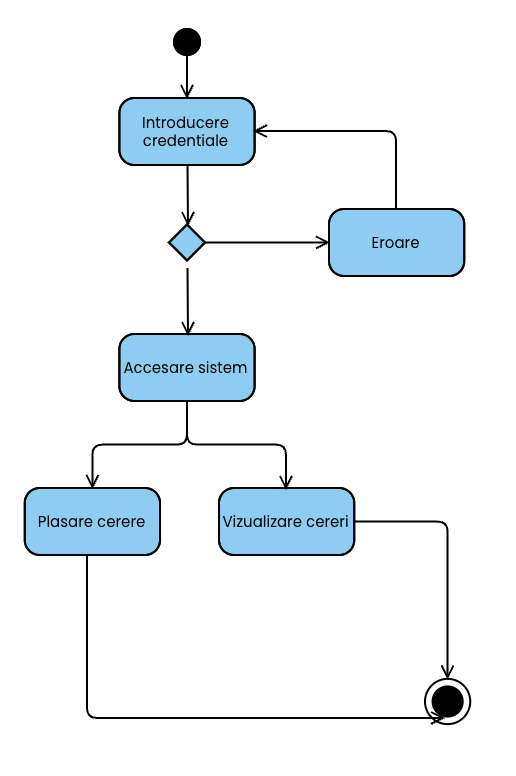 Introducere
credentiale
Eroare
Accesare sistem
Plasare cerere
Vizualizare cereri